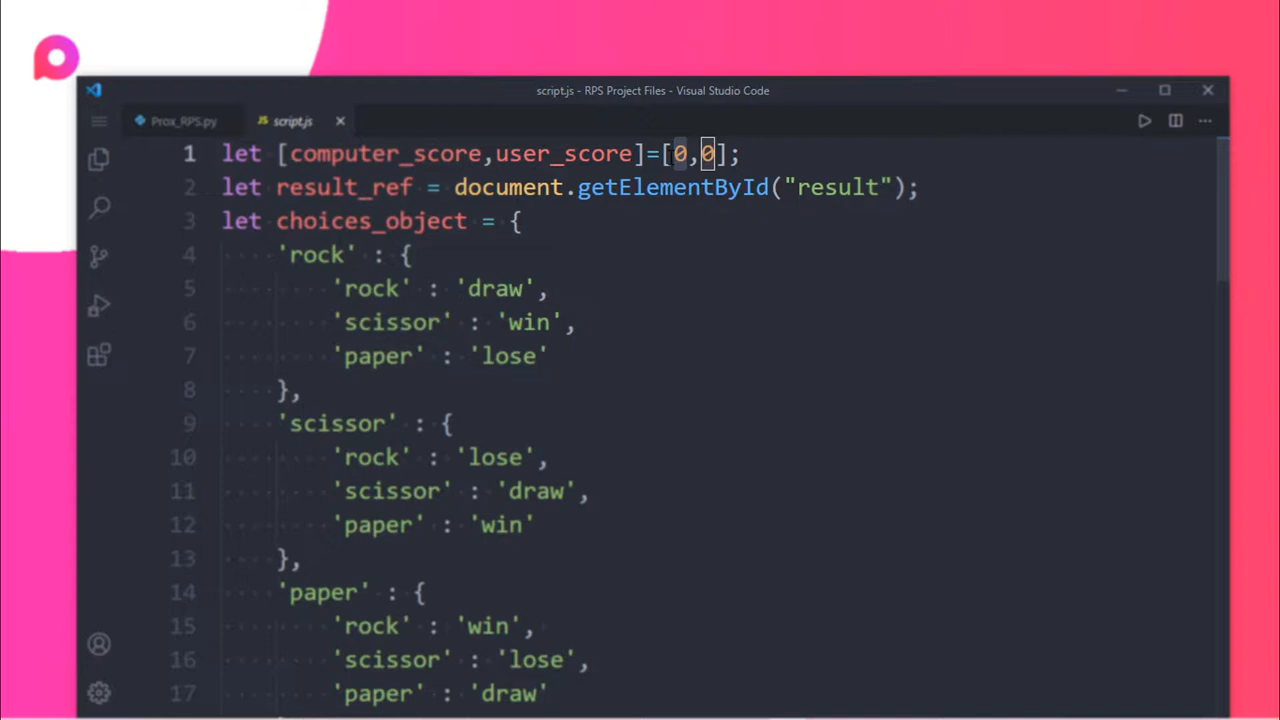 script.js - RPS Project Files - Visual Studio Code
Prox_RPS.py
JS script.js
1 let [computer_score,user_score]=[0,0];
2 let result_ref = document.getElementById("result");
3 let choices_object = {
4 'rock' : {
5 'rock' : 'draw',
6 'scissor' : 'win',
7 'paper' : 'lose'
8 },
9 'scissor' : {
10 'rock' : 'lose',
11 'scissor' : 'draw',
12 'paper' : 'win'
13 },
14 'paper' : {
15 'rock' : 'win',
16 'scissor' : 'lose',
17 'paper' : 'draw'